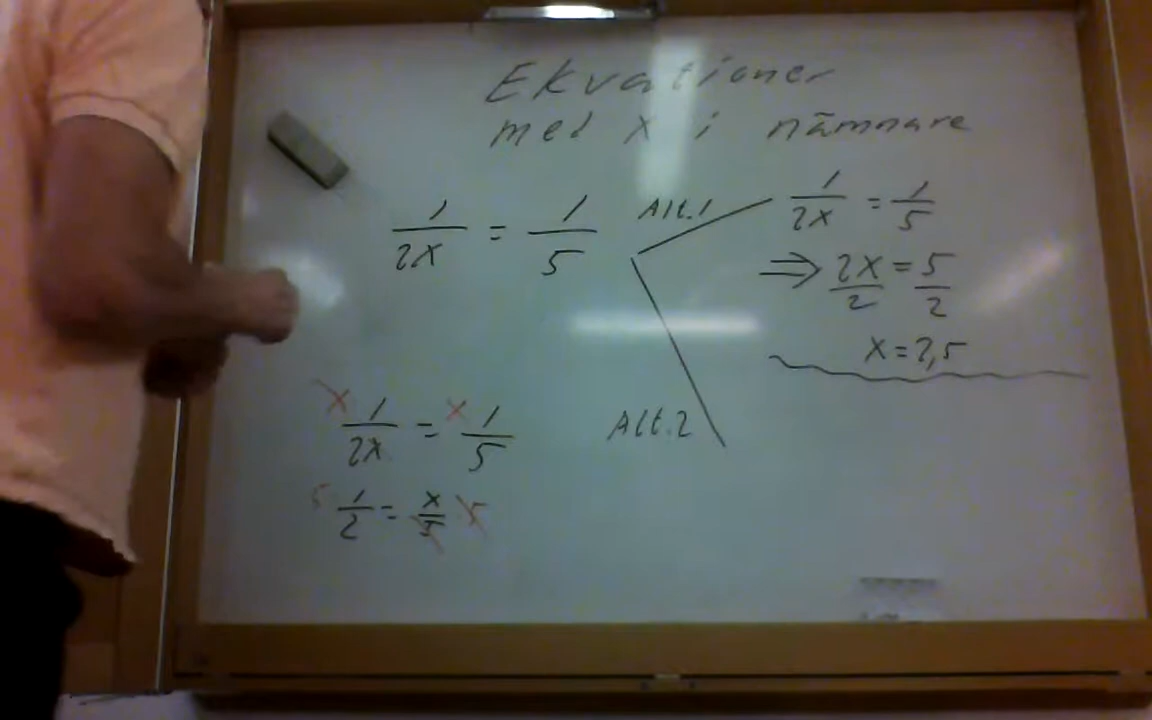 Ekvationer
med x i nämnare
1/2x = 1/5
Alt.1
1/2x = 1/5
⇒ 2x/2 = 5/2
x = 2,5
Alt.2
x 1/2x = x 1/5
5 1/2 = x/5 5